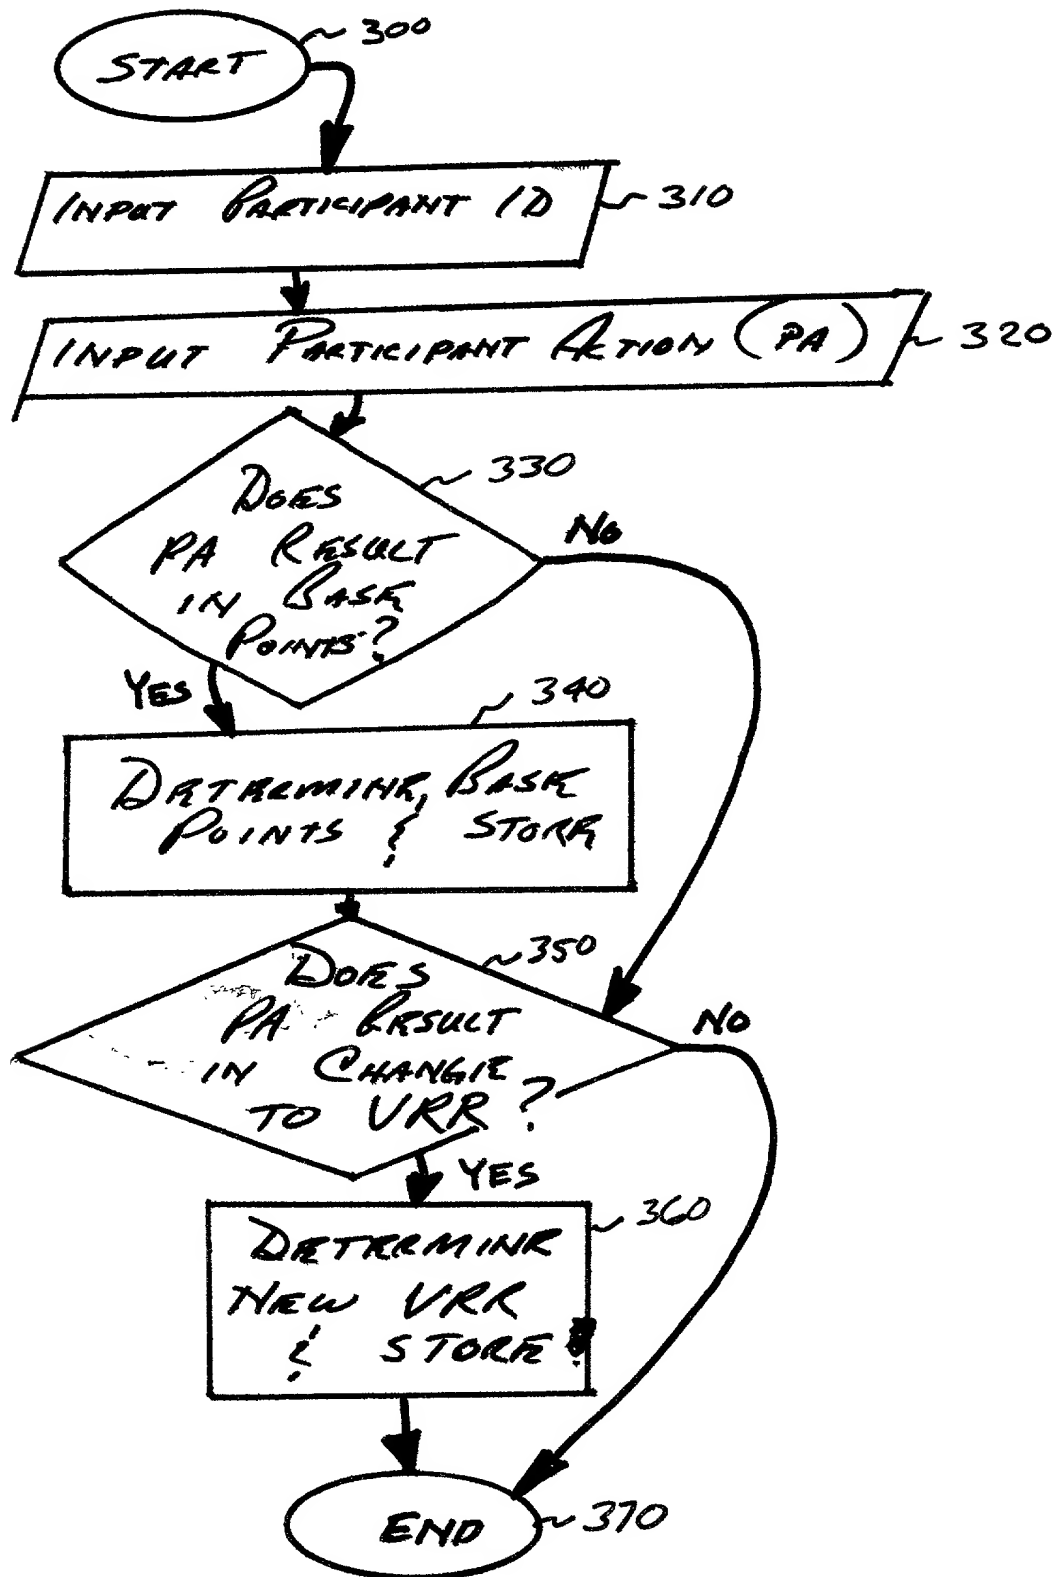 START
300
INPUT PARTICIPANT ID
310
INPUT PARTICIPANT ACTION (PA)
320
330
DOES
PA RESULT
IN BASE
POINTS?
NO
YES
340
DETERMINE BASE
POINTS & STORE
350
DOES
PA RESULT
IN CHANGE
TO VRR?
NO
YES
360
DETERMINE
NEW VRR
& STORE
END
370